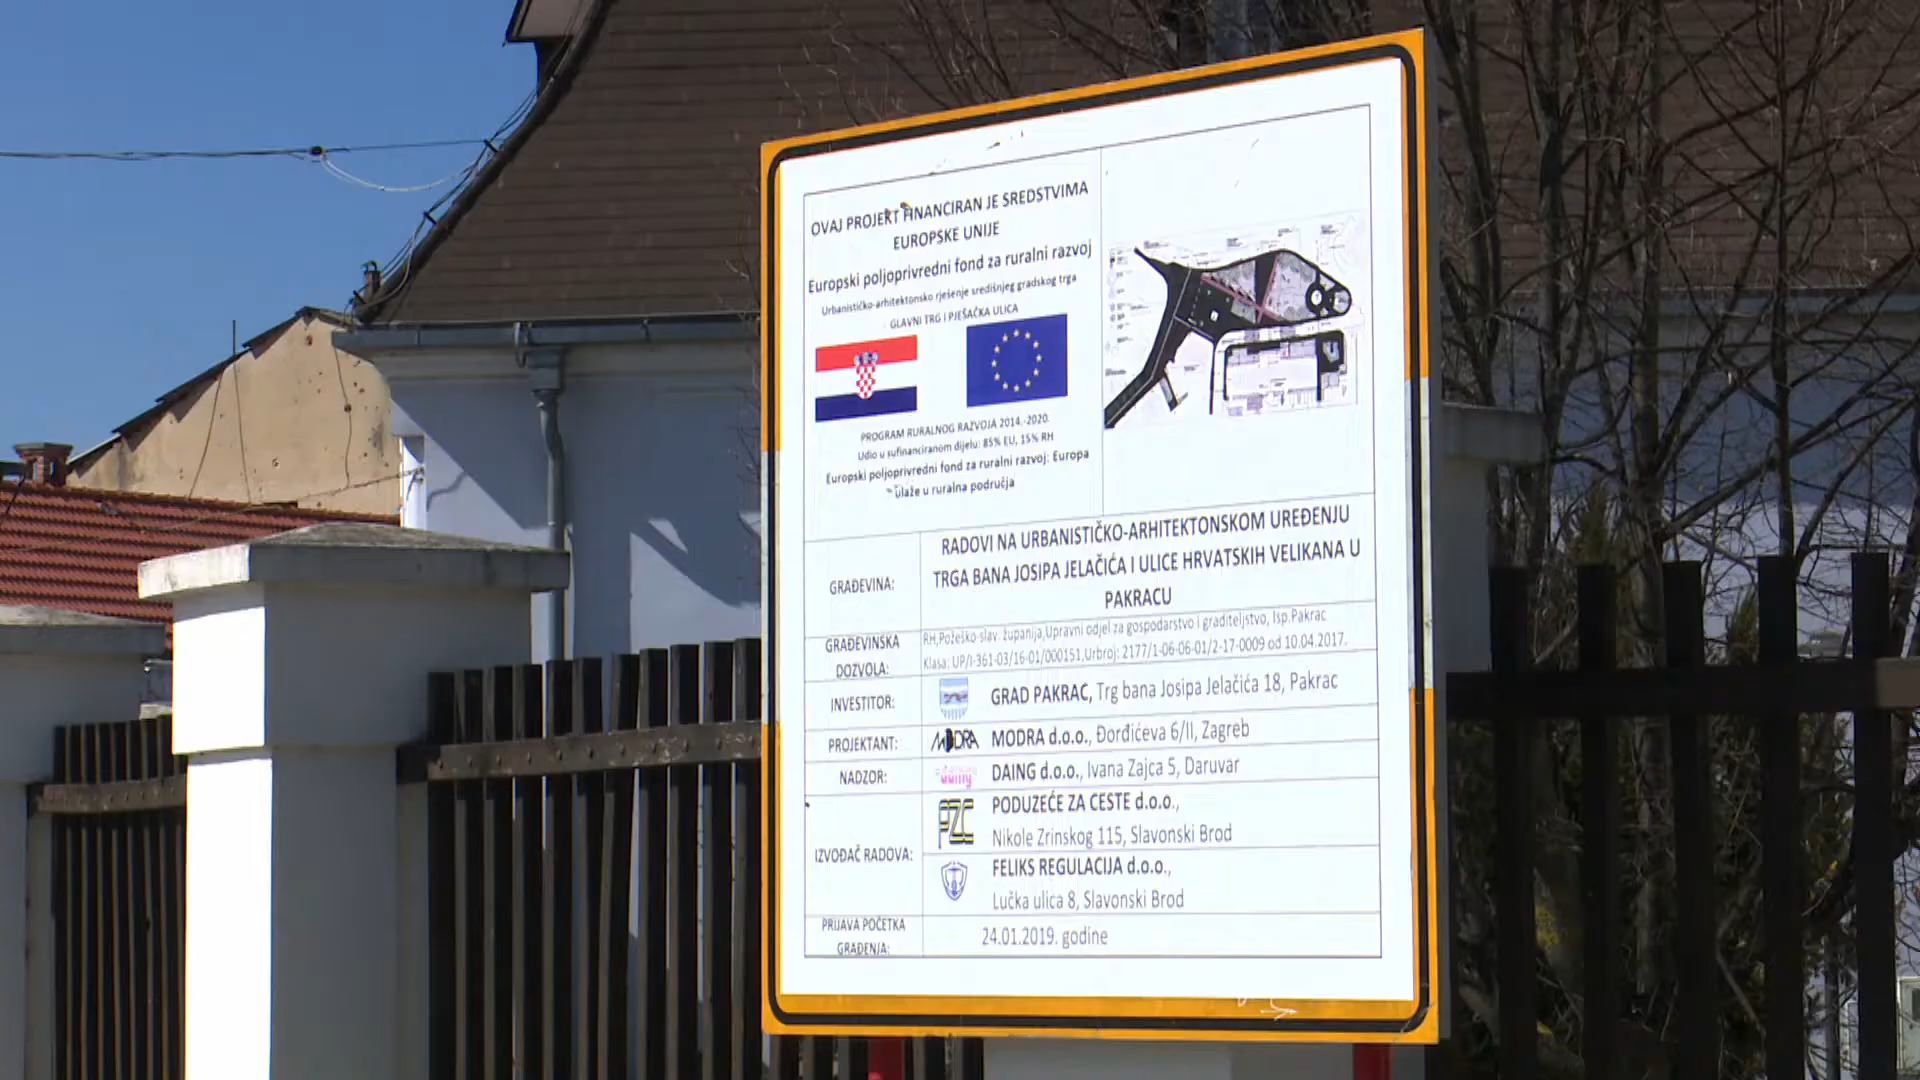 OVAJ PROJEKT FINANCIRAN JE SREDSTVIMA
EUROPSKE UNIJE
Europski poljoprivredni fond za ruralni razvoj
Urbanističko-arhitektonsko rješenje središnjeg gradskog trga
GLAVNI TRG I PJEŠAČKA ULICA
PROGRAM RURALNOG RAZVOJA 2014.-2020.
Udio u sufinanciranom dijelu: 85% EU, 15% RH
Europski poljoprivredni fond za ruralni razvoj: Europa
ulaže u ruralna područja
GRAĐEVINA:
RADOVI NA URBANISTIČKO-ARHITEKTONSKOM UREĐENJU
TRGA BANA JOSIPA JELAČIĆA I ULICE HRVATSKIH VELIKANA U
PAKRACU
GRAĐEVINSKA
DOZVOLA:
RH,Požeško-slav. županija,Upravni odjel za gospodarstvo i graditeljstvo, Isp.Pakrac
Klasa: UP/I-361-03/16-01/000151,Urbroj: 2177/1-06-06-01/2-17-0009 od 10.04.2017.
INVESTITOR:
GRAD PAKRAC, Trg bana Josipa Jelačića 18, Pakrac
PROJEKTANT:
MODRA
MODRA d.o.o., Đorđićeva 6/II, Zagreb
NADZOR:
daing
DAING d.o.o., Ivana Zajca 5, Daruvar
IZVOĐAČ RADOVA:
PZC
PODUZEĆE ZA CESTE d.o.o.,
Nikole Zrinskog 115, Slavonski Brod
FELIKS REGULACIJA d.o.o.,
Lučka ulica 8, Slavonski Brod
PRIJAVA POČETKA
GRAĐENJA:
24.01.2019. godine